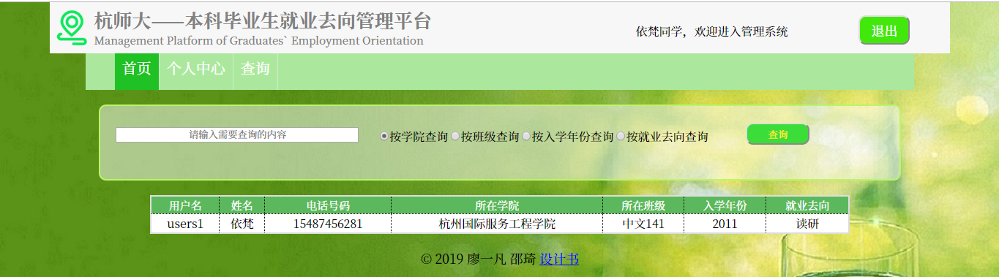 杭师大——本科毕业生就业去向管理平台
Management Platform of Graduates` Employment Orientation
依梵同学，欢迎进入管理系统
退出
首页 个人中心 查询
请输入需要查询的内容 按学院查询 按班级查询 按入学年份查询 按就业去向查询 查询
用户名 姓名 电话号码 所在学院 所在班级 入学年份 就业去向
users1 依梵 15487456281 杭州国际服务工程学院 中文141 2011 读研
© 2019 廖一凡 邵琦 设计书